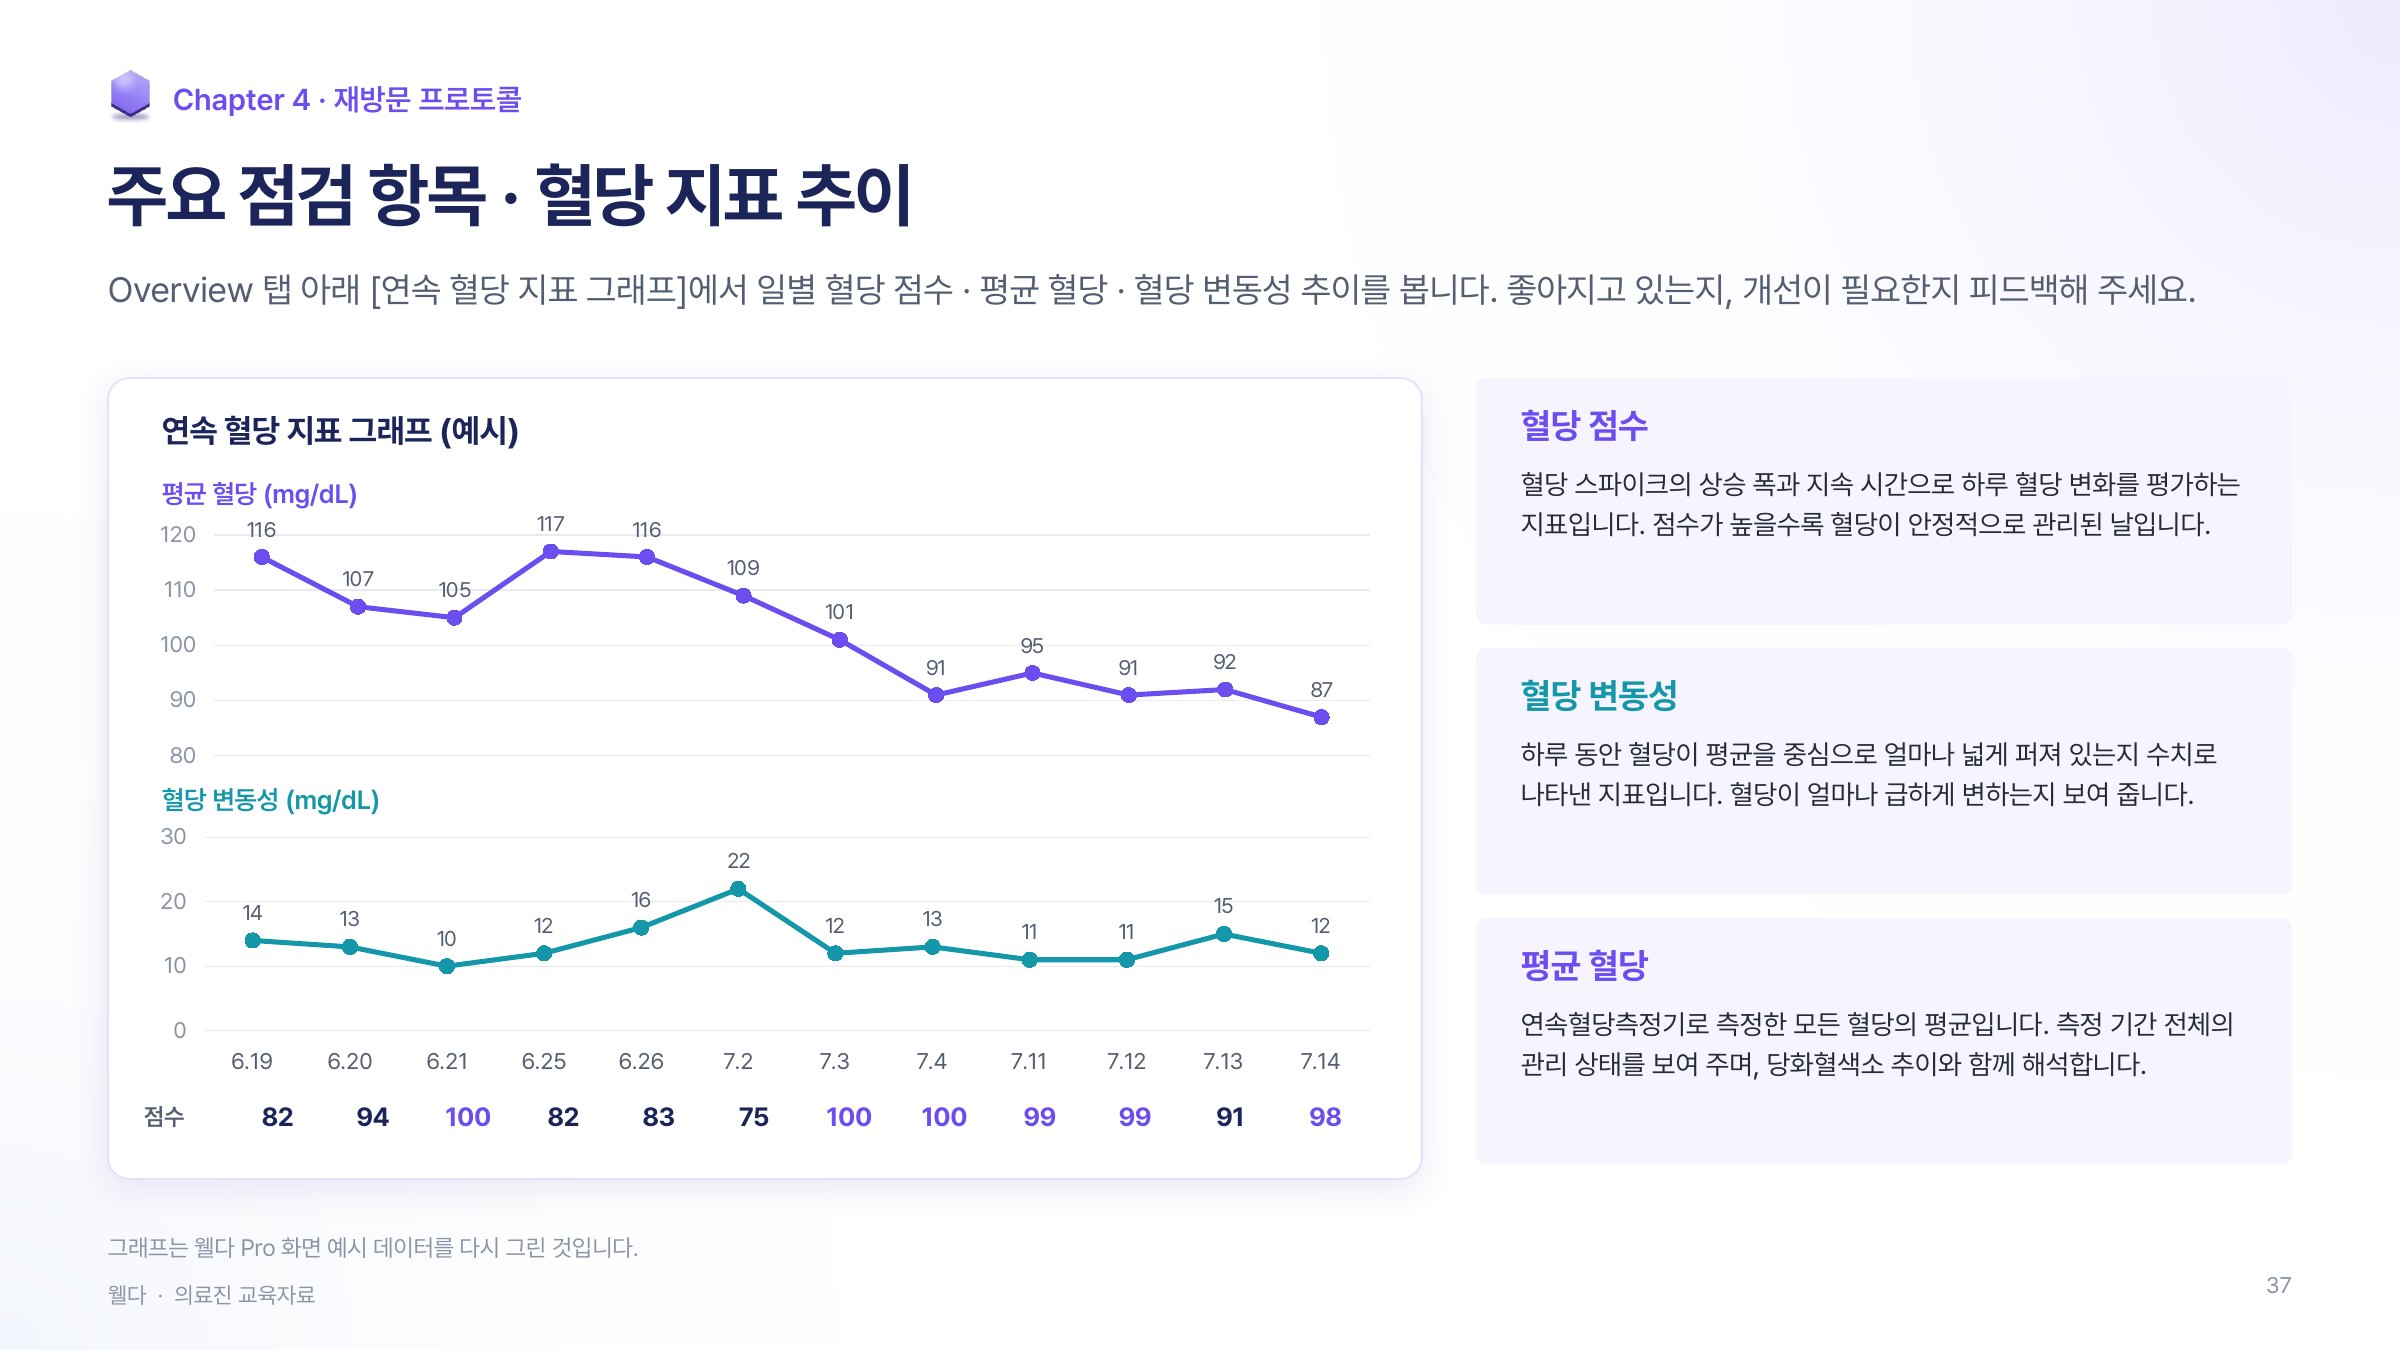 Chapter 4 · 재방문 프로토콜
주요 점검 항목 · 혈당 지표 추이
Overview 탭 아래 [연속 혈당 지표 그래프]에서 일별 혈당 점수 · 평균 혈당 · 혈당 변동성 추이를 봅니다. 좋아지고 있는지, 개선이 필요한지 피드백해 주세요.
연속 혈당 지표 그래프 (예시)
평균 혈당 (mg/dL)
120
110
100
90
80
116 107 105 117 116 109 101 91 95 91 92 87
혈당 변동성 (mg/dL)
30
20
10
0
14 13 10 12 16 22 12 13 11 11 15 12
6.19 6.20 6.21 6.25 6.26 7.2 7.3 7.4 7.11 7.12 7.13 7.14
점수 82 94 100 82 83 75 100 100 99 99 91 98
혈당 점수
혈당 스파이크의 상승 폭과 지속 시간으로 하루 혈당 변화를 평가하는
지표입니다. 점수가 높을수록 혈당이 안정적으로 관리된 날입니다.
혈당 변동성
하루 동안 혈당이 평균을 중심으로 얼마나 넓게 퍼져 있는지 수치로
나타낸 지표입니다. 혈당이 얼마나 급하게 변하는지 보여 줍니다.
평균 혈당
연속혈당측정기로 측정한 모든 혈당의 평균입니다. 측정 기간 전체의
관리 상태를 보여 주며, 당화혈색소 추이와 함께 해석합니다.
그래프는 웰다 Pro 화면 예시 데이터를 다시 그린 것입니다.
웰다 · 의료진 교육자료
37